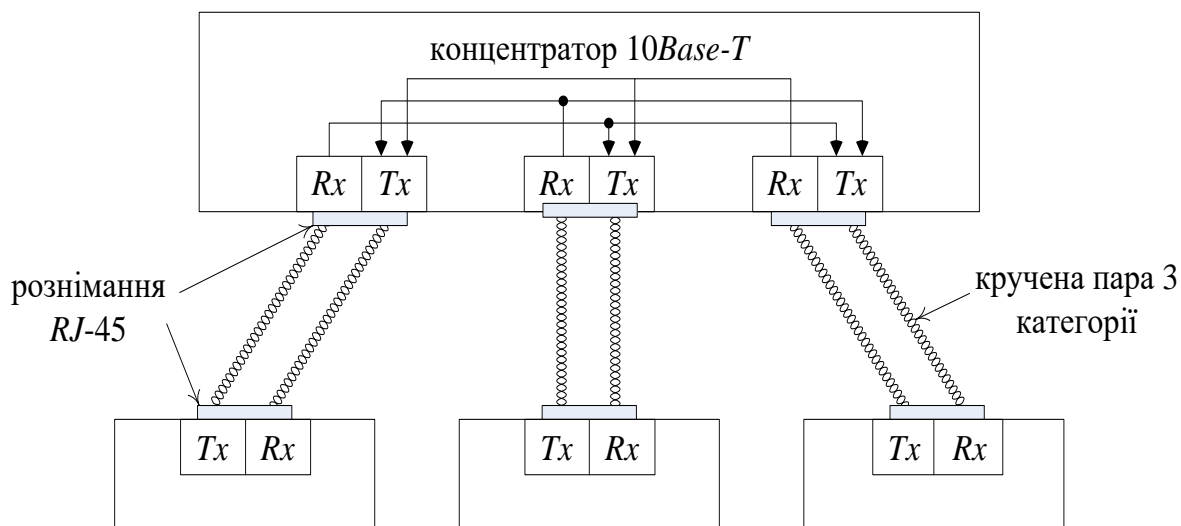 концентратор 10Base-T
Rx Tx
Rx Tx
Rx Tx
рознімання
RJ-45
кручена пара 3
категорії
Tx Rx
Tx Rx
Tx Rx